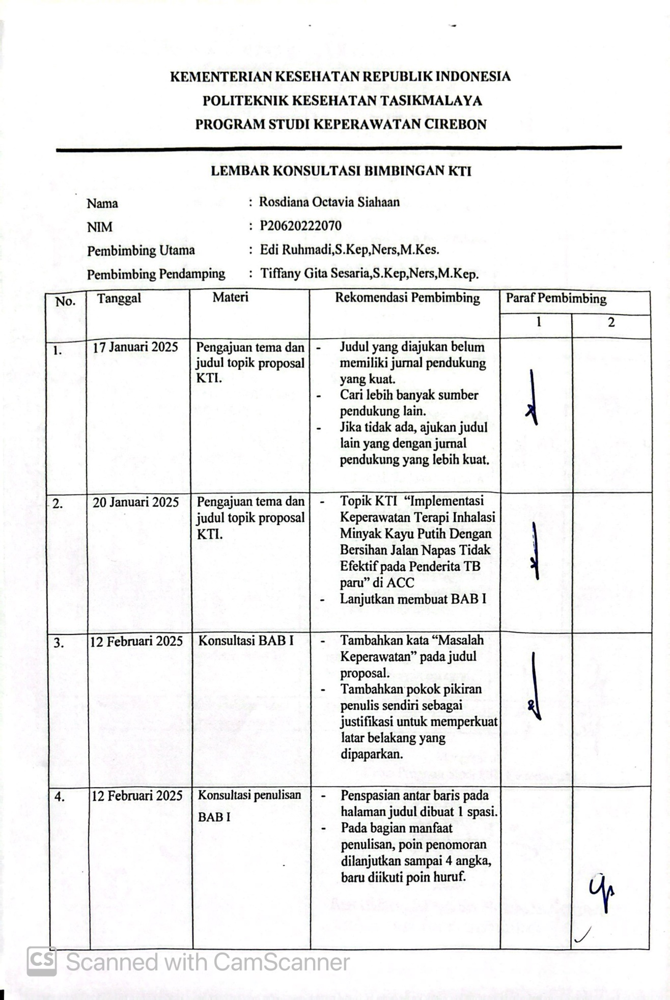 KEMENTERIAN KESEHATAN REPUBLIK INDONESIA
POLITEKNIK KESEHATAN TASIKMALAYA
PROGRAM STUDI KEPERAWATAN CIREBON
LEMBAR KONSULTASI BIMBINGAN KTI
Nama : Rosdiana Octavia Siahaan
NIM : P20620222070
Pembimbing Utama : Edi Ruhmadi,S.Kep,Ners,M.Kes.
Pembimbing Pendamping : Tiffany Gita Sesaria,S.Kep,Ners,M.Kep.
No. Tanggal Materi Rekomendasi Pembimbing Paraf Pembimbing
1 2
1. 17 Januari 2025 Pengajuan tema dan - Judul yang diajukan belum
judul topik proposal memiliki jurnal pendukung
KTI. yang kuat.
- Cari lebih banyak sumber
pendukung lain.
- Jika tidak ada, ajukan judul
lain yang dengan jurnal
pendukung yang lebih kuat.
2. 20 Januari 2025 Pengajuan tema dan - Topik KTI “Implementasi
judul topik proposal Keperawatan Terapi Inhalasi
KTI. Minyak Kayu Putih Dengan
Bersihan Jalan Napas Tidak
Efektif pada Penderita TB
paru” di ACC
- Lanjutkan membuat BAB I
3. 12 Februari 2025 Konsultasi BAB I - Tambahkan kata “Masalah
Keperawatan” pada judul
proposal.
- Tambahkan pokok pikiran
penulis sendiri sebagai
justifikasi untuk memperkuat
latar belakang yang
dipaparkan.
4. 12 Februari 2025 Konsultasi penulisan - Penspasian antar baris pada
BAB I halaman judul dibuat 1 spasi.
- Pada bagian manfaat
penulisan, poin penomoran
dilanjutkan sampai 4 angka,
baru diikuti poin huruf.
CS Scanned with CamScanner